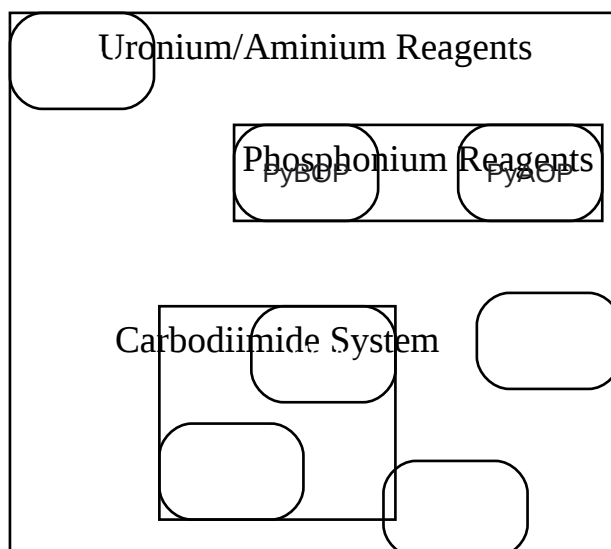 Uronium/Aminium Reagents
Phosphonium Reagents
PyBOP PyAOP
Carbodiimide System